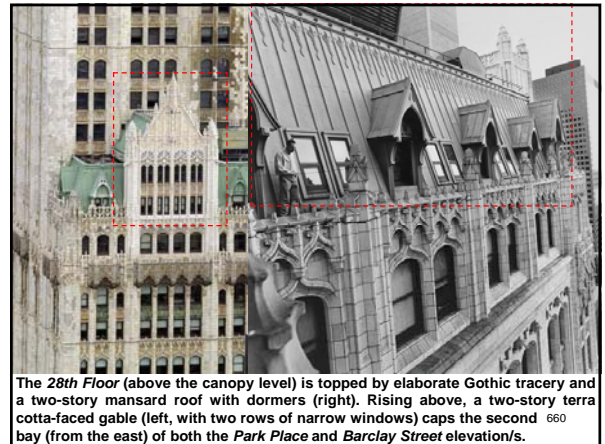 The 28th Floor (above the canopy level) is topped by elaborate Gothic tracery and
a two-story mansard roof with dormers (right). Rising above, a two-story terra
cotta-faced gable (left, with two rows of narrow windows) caps the second 660
bay (from the east) of both the Park Place and Barclay Street elevation/s.